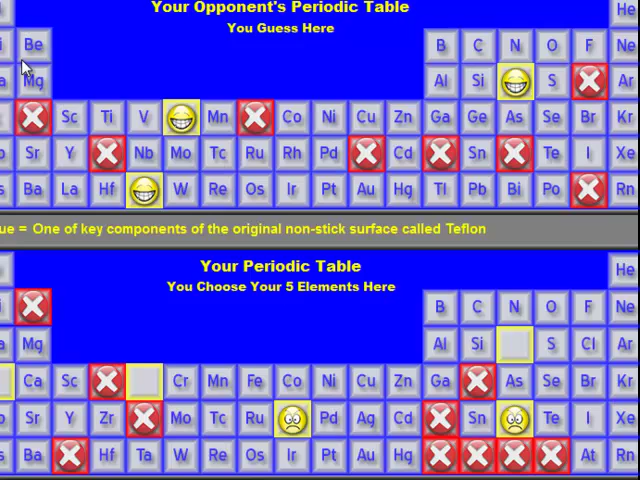 Your Opponent's Periodic Table
He
You Guess Here
i Be B C N O F Ne
a Mg Al Si S Ar
Sc Ti V Mn Co Ni Cu Zn Ga Ge As Se Br Kr
b Sr Y Nb Mo Tc Ru Rh Pd Cd Sn Te I Xe
s Ba La Hf W Re Os Ir Pt Au Hg Tl Pb Bi Po Rn
ue = One of key components of the original non-stick surface called Teflon
Your Periodic Table
He
You Choose Your 5 Elements Here
i B C N O F Ne
a Mg Al Si S Cl Ar
Ca Sc Cr Mn Fe Co Ni Cu Zn Ga As Se Br Kr
b Sr Y Zr Mo Tc Ru Pd Ag Cd Sn Te I Xe
s Ba Hf Ta W Re Os Ir Pt Au Hg At Rn